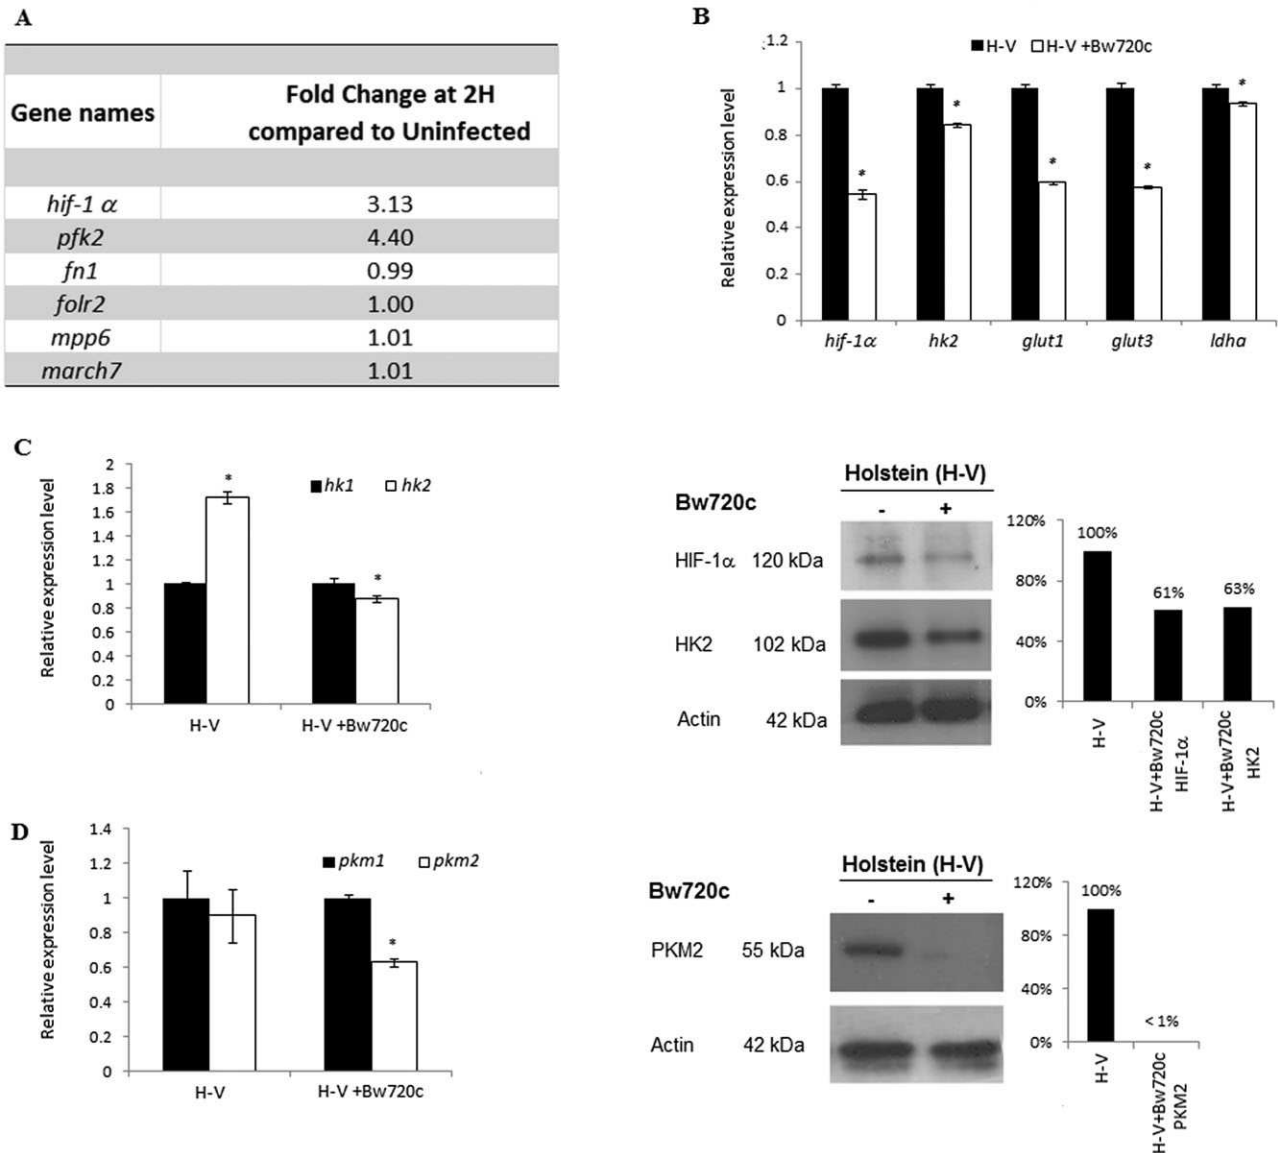 A
Gene names
Fold Change at 2H
compared to Uninfected
hif-1 α 3.13
pfk2 4.40
fn1 0.99
folr2 1.00
mpp6 1.01
march7 1.01
B
H-V H-V +Bw720c
Relative expression level
1.2
1
0.8
0.6
0.4
0.2
0
* * * * *
hif-1α hk2 glut1 glut3 ldha
C
Relative expression level
2
1.8
1.6
1.4
1.2
1
0.8
0.6
0.4
0.2
0
hk1 hk2
* *
H-V H-V +Bw720c
Holstein (H-V)
Bw720c - +
HIF-1α 120 kDa
HK2 102 kDa
Actin 42 kDa
120%
80%
40%
0%
100%
61%
63%
H-V
H-V+Bw720c
HIF-1α
H-V+Bw720c
HK2
D
Relative expression level
1.4
1.2
1
0.8
0.6
0.4
0.2
0
pkm1 pkm2
*
H-V H-V +Bw720c
Holstein (H-V)
Bw720c - +
PKM2 55 kDa
Actin 42 kDa
120%
80%
40%
0%
100%
< 1%
H-V
H-V+Bw720c
PKM2